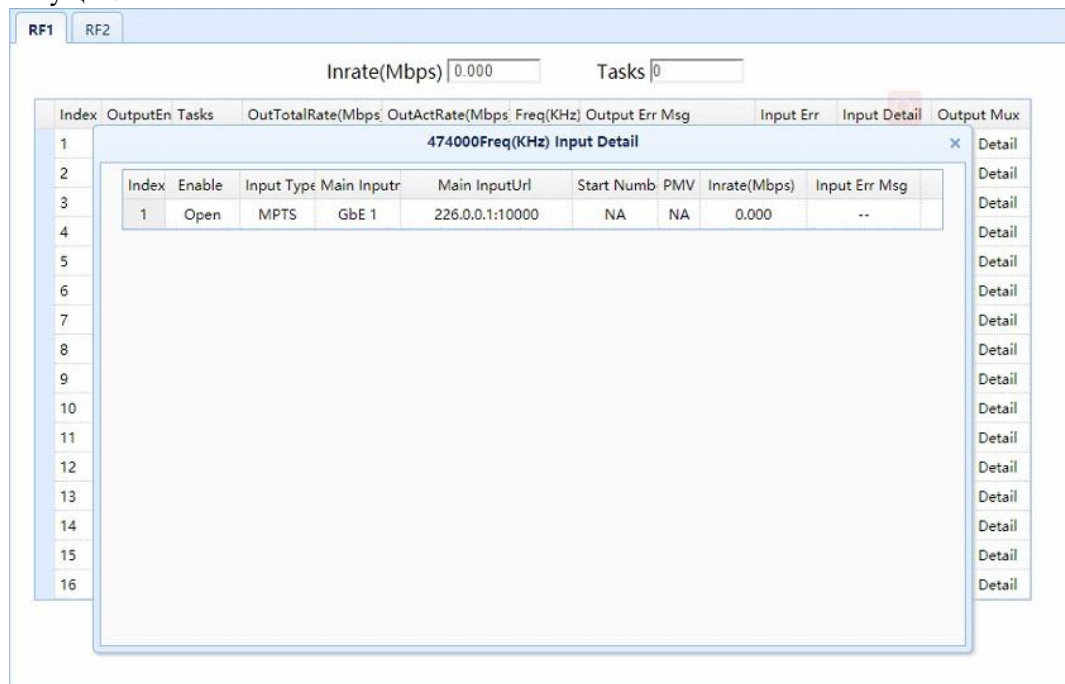 RF1 RF2
Inrate(Mbps) 0.000 Tasks 0
Index OutputEn Tasks OutTotalRate(Mbps OutActRate(Mbps Freq(KHz) Output Err Msg Input Err Input Detail Output Mux
474000Freq(KHz) Input Detail ×
Index Enable Input Type Main Inputr Main InputUrl Start Numb PMV Inrate(Mbps) Input Err Msg
1 Open MPTS GbE 1 226.0.0.1:10000 NA NA 0.000 --
1 Detail
2 Detail
3 Detail
4 Detail
5 Detail
6 Detail
7 Detail
8 Detail
9 Detail
10 Detail
11 Detail
12 Detail
13 Detail
14 Detail
15 Detail
16 Detail